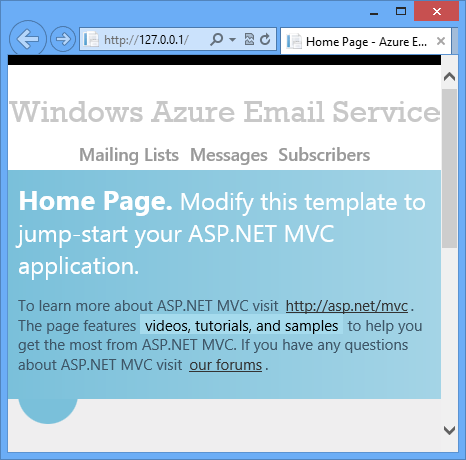 http://127.0.0.1/
Home Page - Azure E...
Windows Azure Email Service
Mailing Lists Messages Subscribers
Home Page. Modify this template to
jump-start your ASP.NET MVC
application.
To learn more about ASP.NET MVC visit http://asp.net/mvc .
The page features videos, tutorials, and samples to help you
get the most from ASP.NET MVC. If you have any questions
about ASP.NET MVC visit our forums .